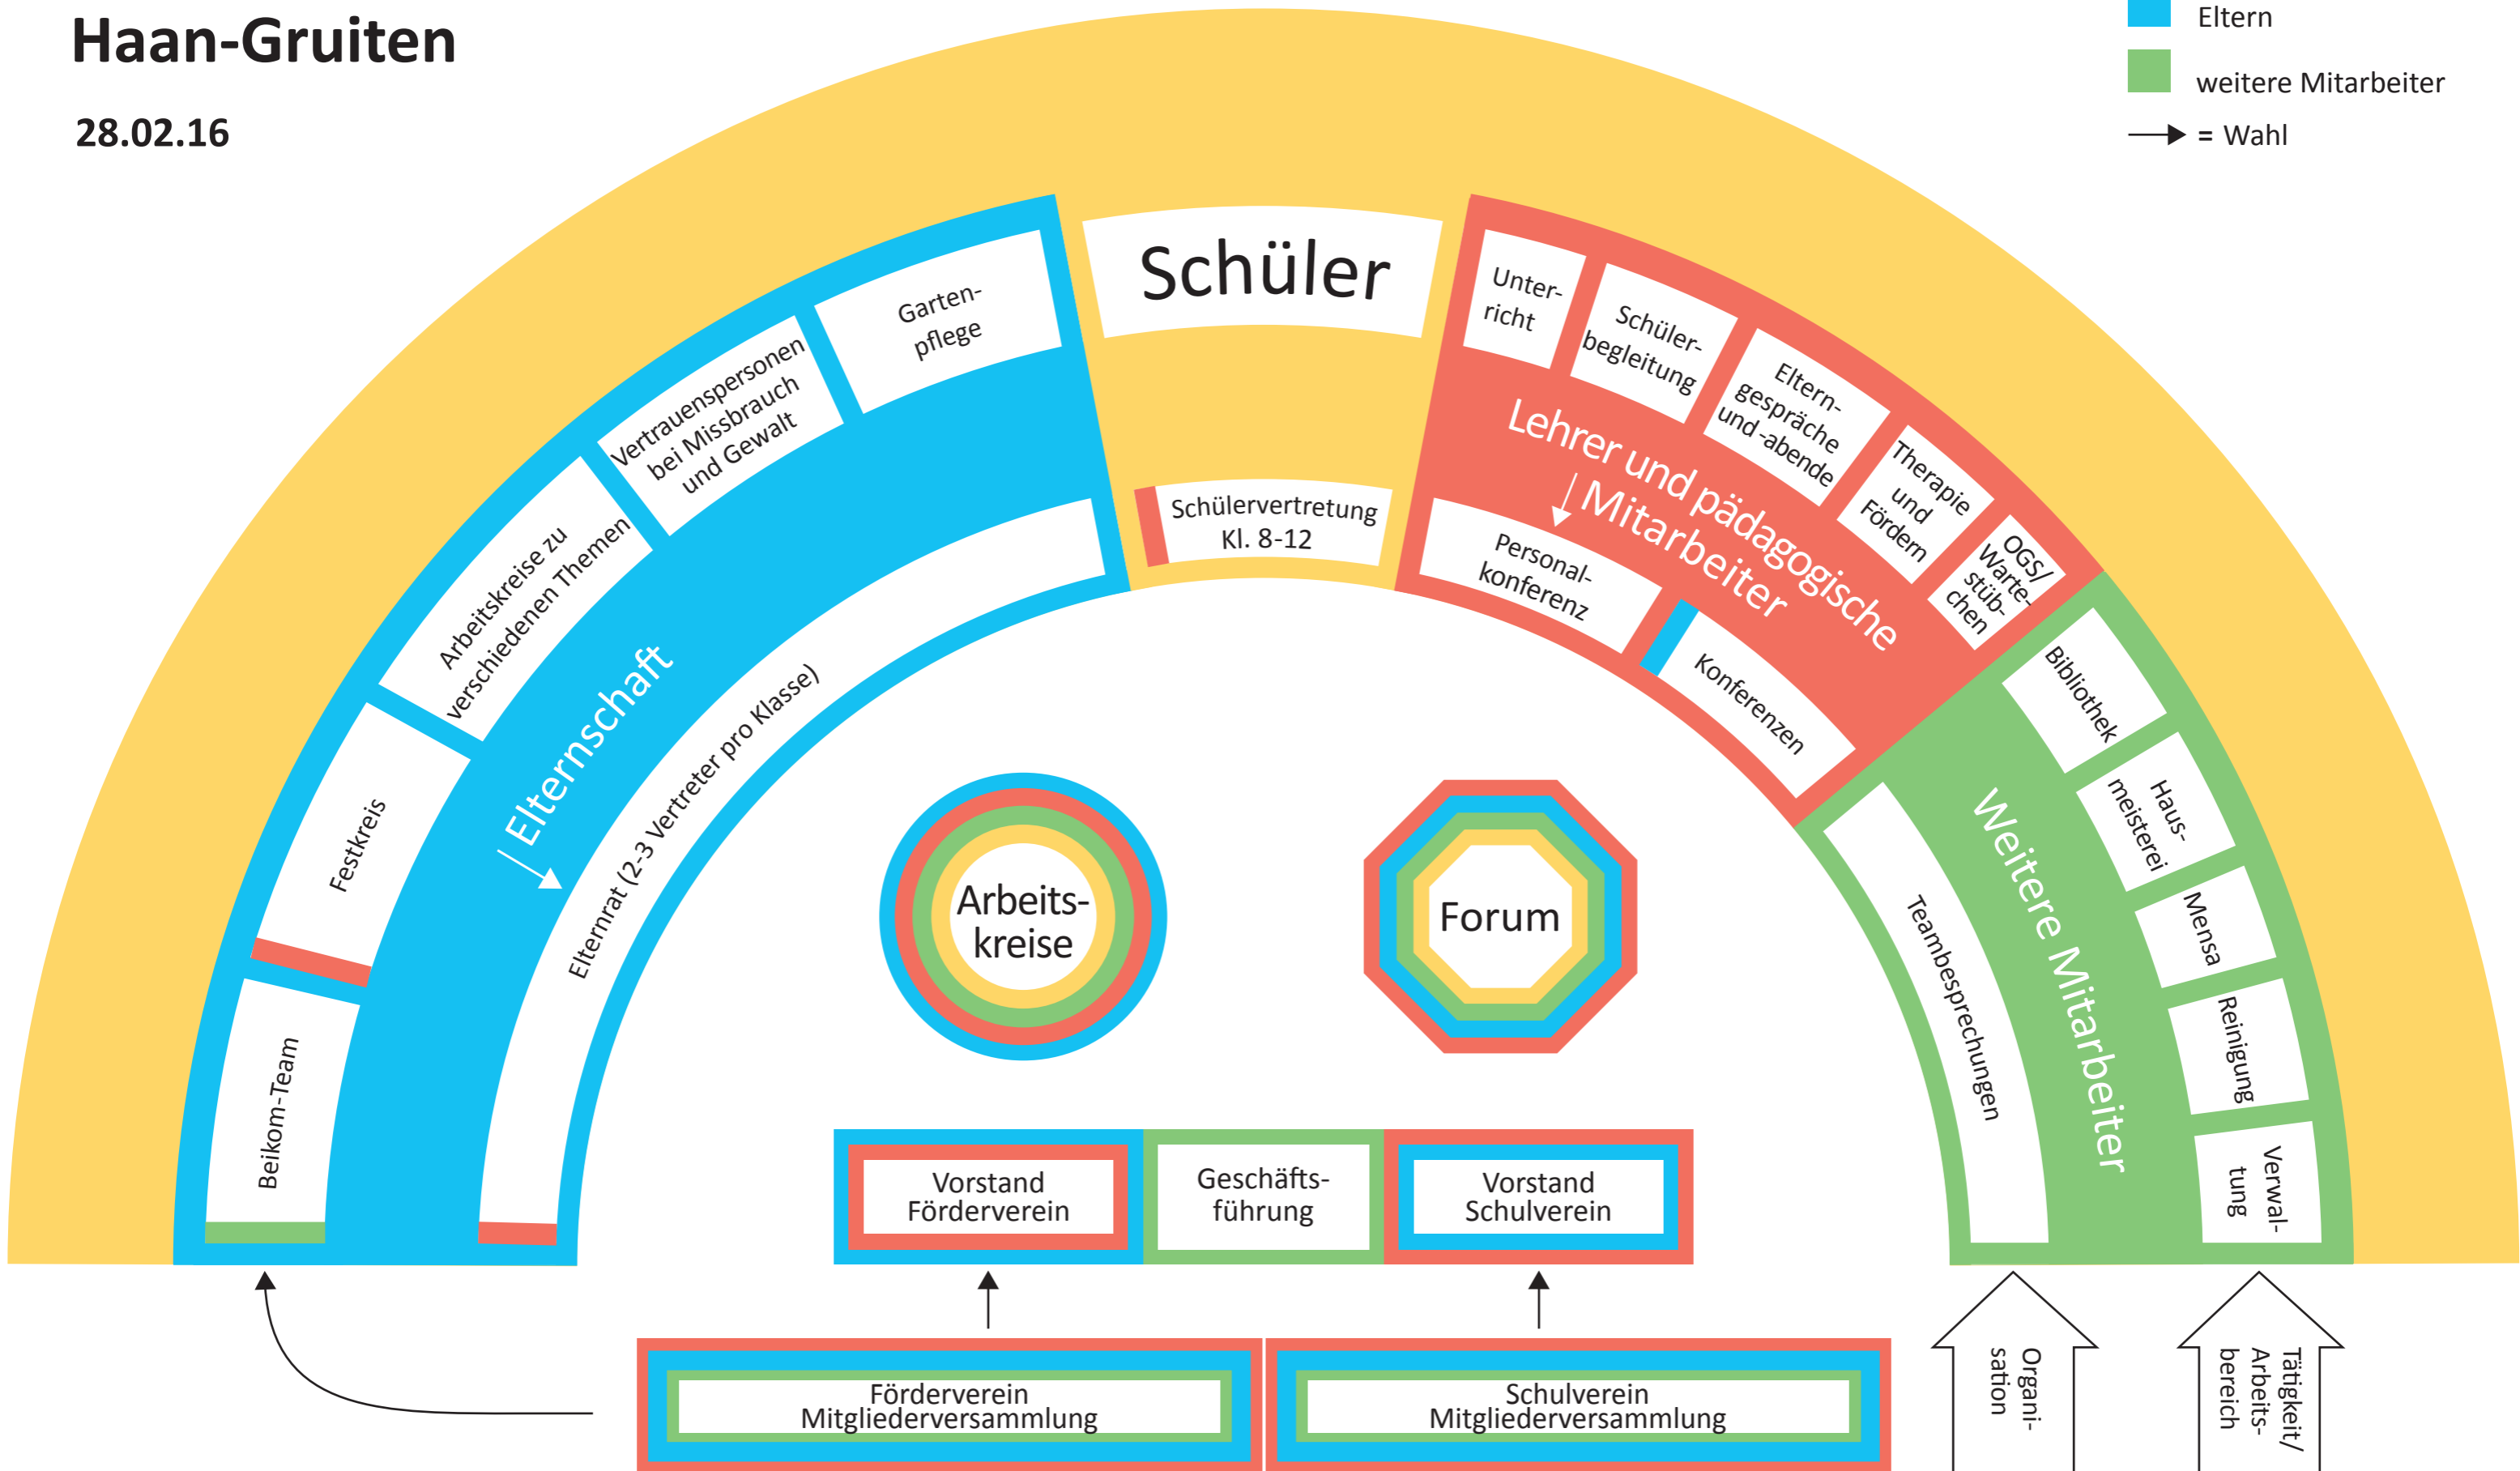 Haan-Gruiten
28.02.16
Eltern
weitere Mitarbeiter
= Wahl
Schüler
Schülervertretung
Kl. 8-12
Garten-
pflege
Vertrauenspersonen
bei Missbrauch
und Gewalt
Arbeitskreise zu
verschiedenen Themen
Festkreis
Beikom-Team
Elternschaft
Elternrat (2-3 Vertreter pro Klasse)
Unter-
richt
Schüler-
begleitung
Eltern-
gespräche
und -abende
Therapie
und
Fördern
OGS/
Warte-
stüb-
chen
Lehrer und pädagogische
Mitarbeiter
Personal-
konferenz
Konferenzen
Bibliothek
Haus-
meisterei
Mensa
Reinigung
Verwal-
tung
Weitere Mitarbeiter
Teambesprechungen
Arbeits-
kreise
Forum
Vorstand
Förderverein
Geschäfts-
führung
Vorstand
Schulverein
Förderverein
Mitgliederversammlung
Schulverein
Mitgliederversammlung
Organi-
sation
Tätigkeit/
Arbeits-
bereich